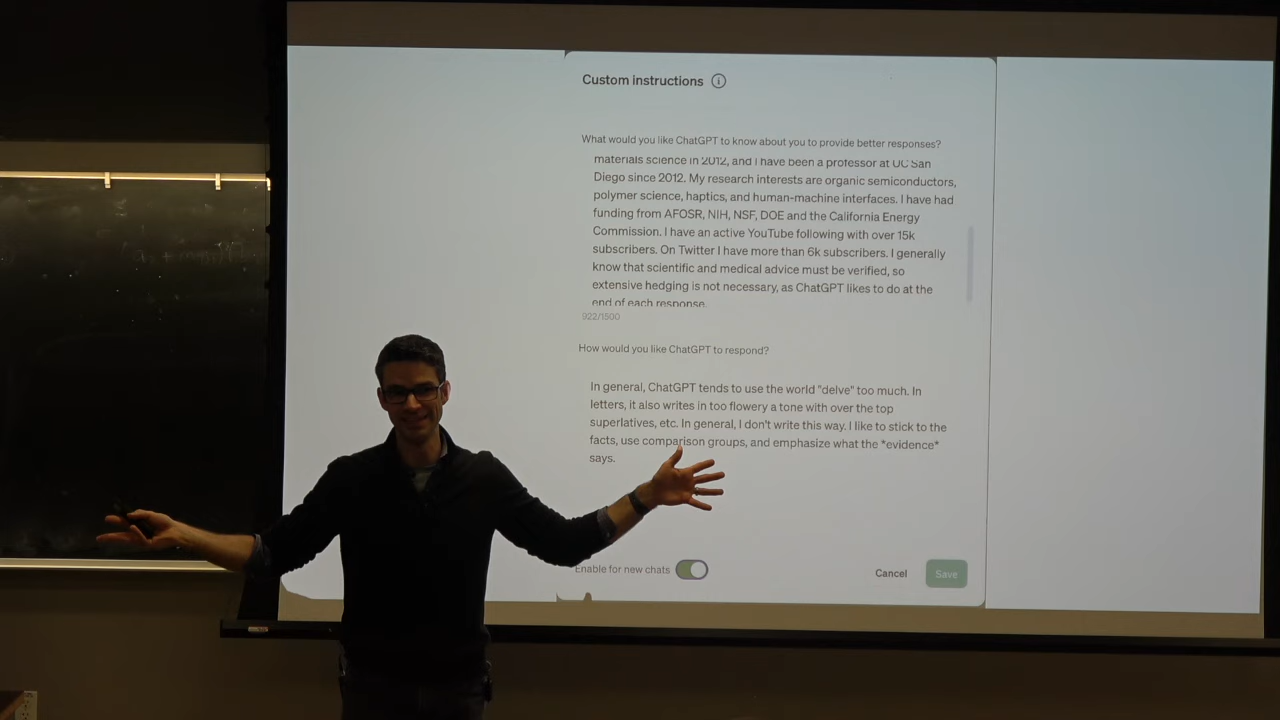 Custom instructions
What would you like ChatGPT to know about you to provide better responses?
materials science in 2012, and I have been a professor at UC San
Diego since 2012. My research interests are organic semiconductors,
polymer science, haptics, and human-machine interfaces. I have had
funding from AFOSR, NIH, NSF, DOE and the California Energy
Commission. I have an active YouTube following with over 15k
subscribers. On Twitter I have more than 6k subscribers. I generally
know that scientific and medical advice must be verified, so
extensive hedging is not necessary, as ChatGPT likes to do at the
end of each response.
922/1500
How would you like ChatGPT to respond?
In general, ChatGPT tends to use the world "delve" too much. In
letters, it also writes in too flowery a tone with over the top
superlatives, etc. In general, I don't write this way. I like to stick to the
facts, use comparison groups, and emphasize what the *evidence*
says.
Enable for new chats
Cancel
Save